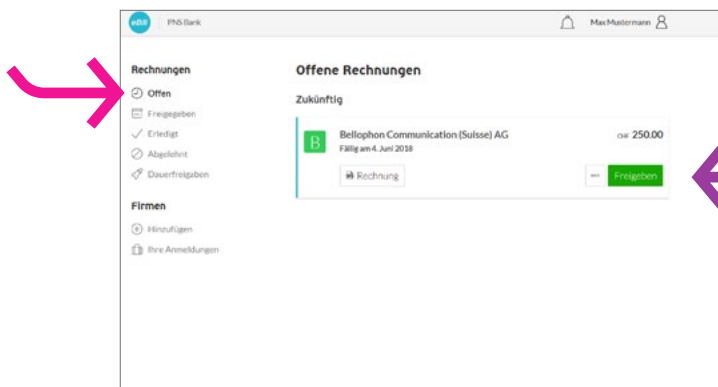 eBill PNS Bank Max Mustermann
Rechnungen
Offen
Freigegeben
Erledigt
Abgelehnt
Dauerfreigaben
Firmen
Hinzufügen
Ihre Anmeldungen
Offene Rechnungen
Zukünftig
B Bellophon Communication (Suisse) AG CHF 250.00
Fällig am 4. Juni 2018
Rechnung ... Freigeben